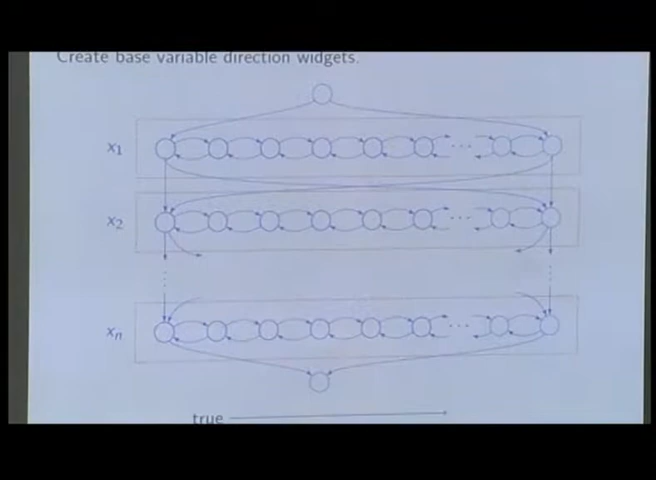 Create base variable direction widgets.
x₁
...
x₂
...
⋮ ⋮
xₙ
...
true